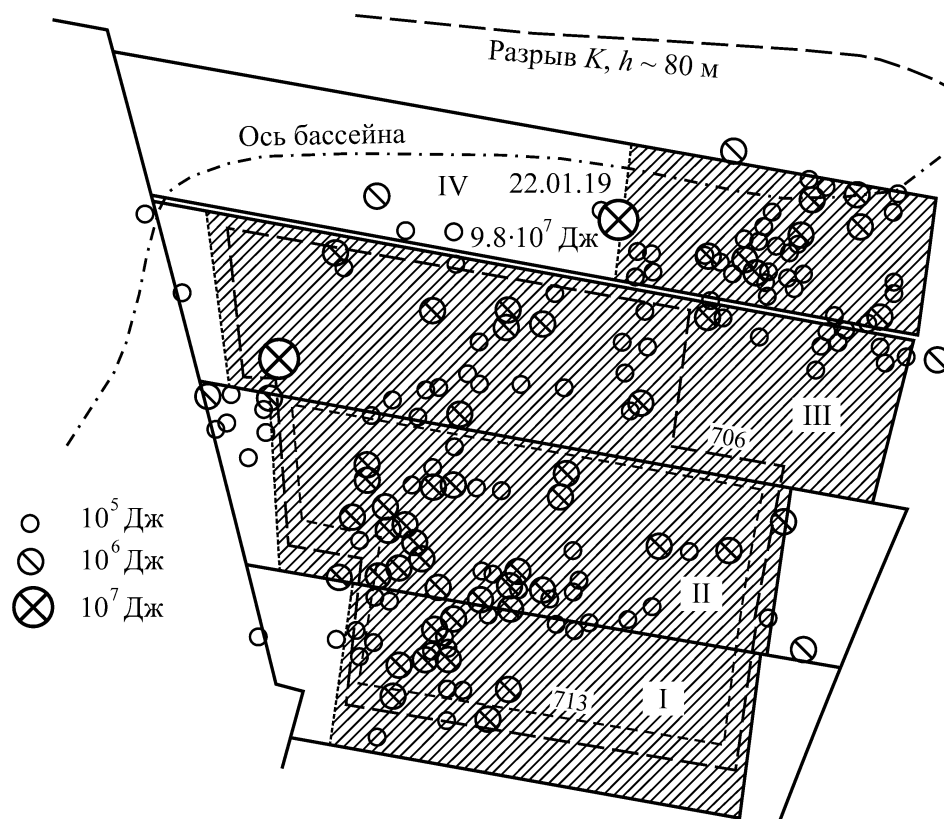 Разрыв K, h ~ 80 м
Ось бассейна
IV
22.01.19
9.8·10⁷ Дж
III
706
10⁵ Дж
10⁶ Дж
10⁷ Дж
II
I
713